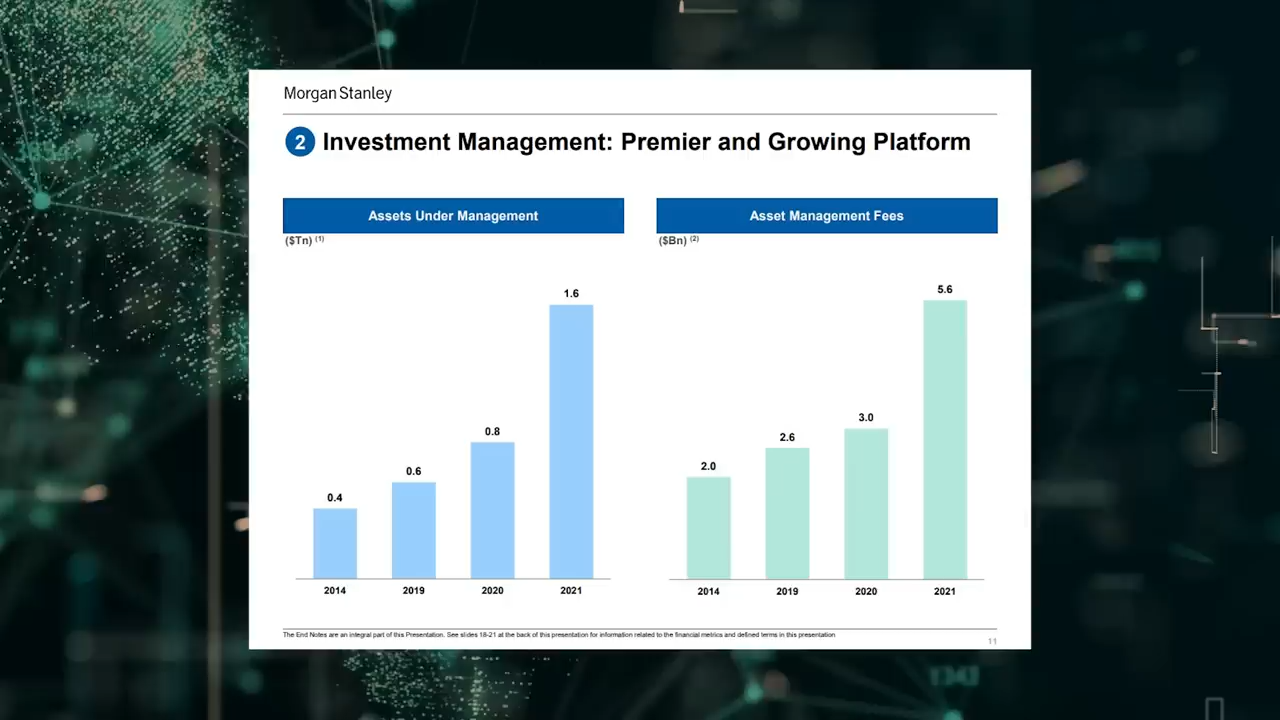 Morgan Stanley
2 Investment Management: Premier and Growing Platform
Assets Under Management
($Tn) (1)
0.4
0.6
0.8
1.6
2014 2019 2020 2021
Asset Management Fees
($Bn) (2)
2.0
2.6
3.0
5.6
2014 2019 2020 2021
The End Notes are an integral part of this Presentation. See slides 18-21 at the back of this presentation for information related to the financial metrics and defined terms in this presentation
11